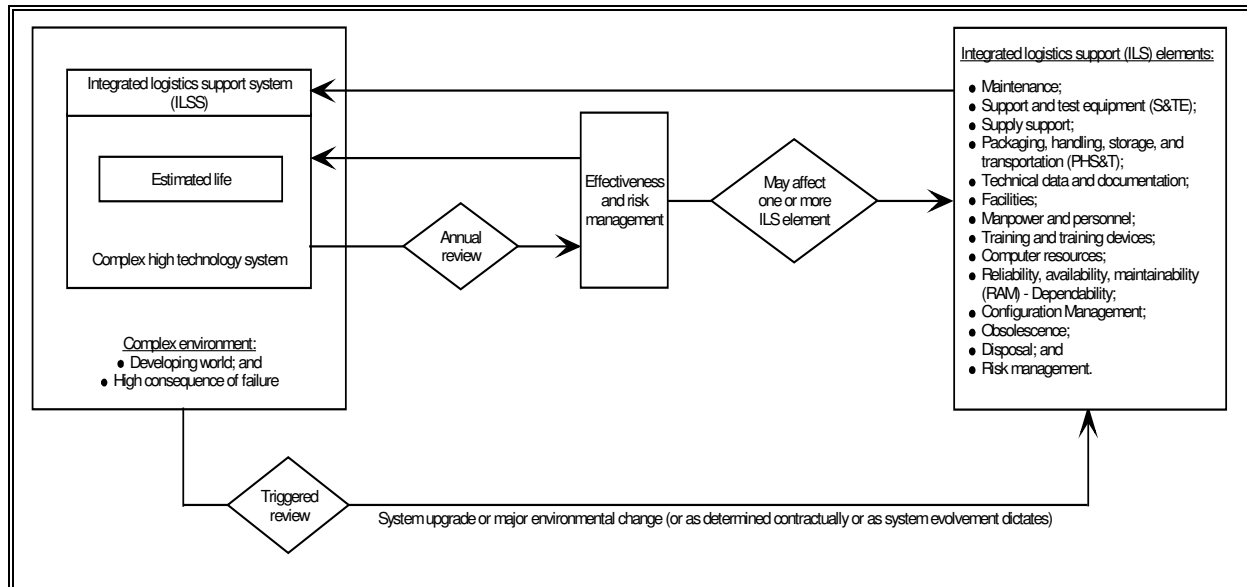 Integrated logistics support system
(ILSS)
Estimated life
Complex high technology system
Complex environment:
● Developing world; and
● High consequence of failure
Annual
review
Effectiveness
and risk
management
May affect
one or more
ILS element
Integrated logistics support (ILS) elements:
● Maintenance;
● Support and test equipment (S&TE);
● Supply support;
● Packaging, handling, storage, and
transportation (PHS&T);
● Technical data and documentation;
● Facilities;
● Manpower and personnel;
● Training and training devices;
● Computer resources;
● Reliability, availability, maintainability
(RAM) - Dependability;
● Configuration Management;
● Obsolescence;
● Disposal; and
● Risk management.
Triggered
review
System upgrade or major environmental change (or as determined contractually or as system evolvement dictates)